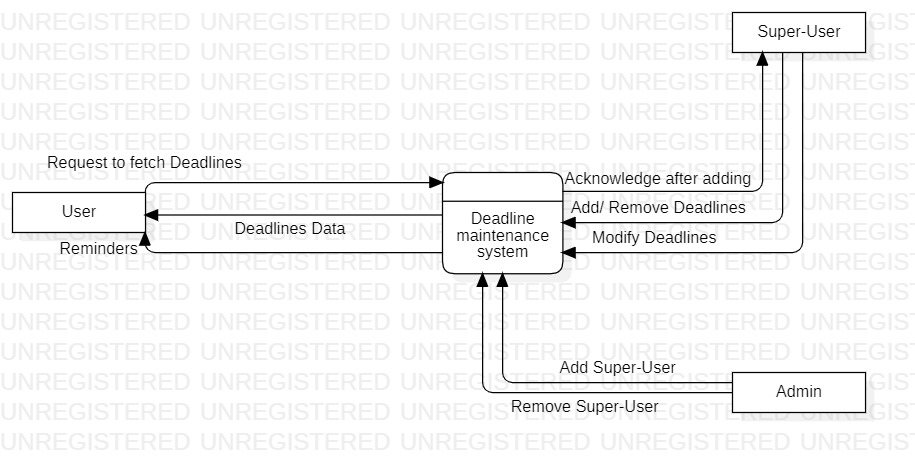 UNREGISTERED UNREGISTERED UNREGISTERED UNREGISTERED UNREGIST
Super-User
Request to fetch Deadlines
Acknowledge after adding
User
Add/ Remove Deadlines
Deadline
maintenance
system
Deadlines Data
Modify Deadlines
Reminders
Add Super-User
Admin
Remove Super-User